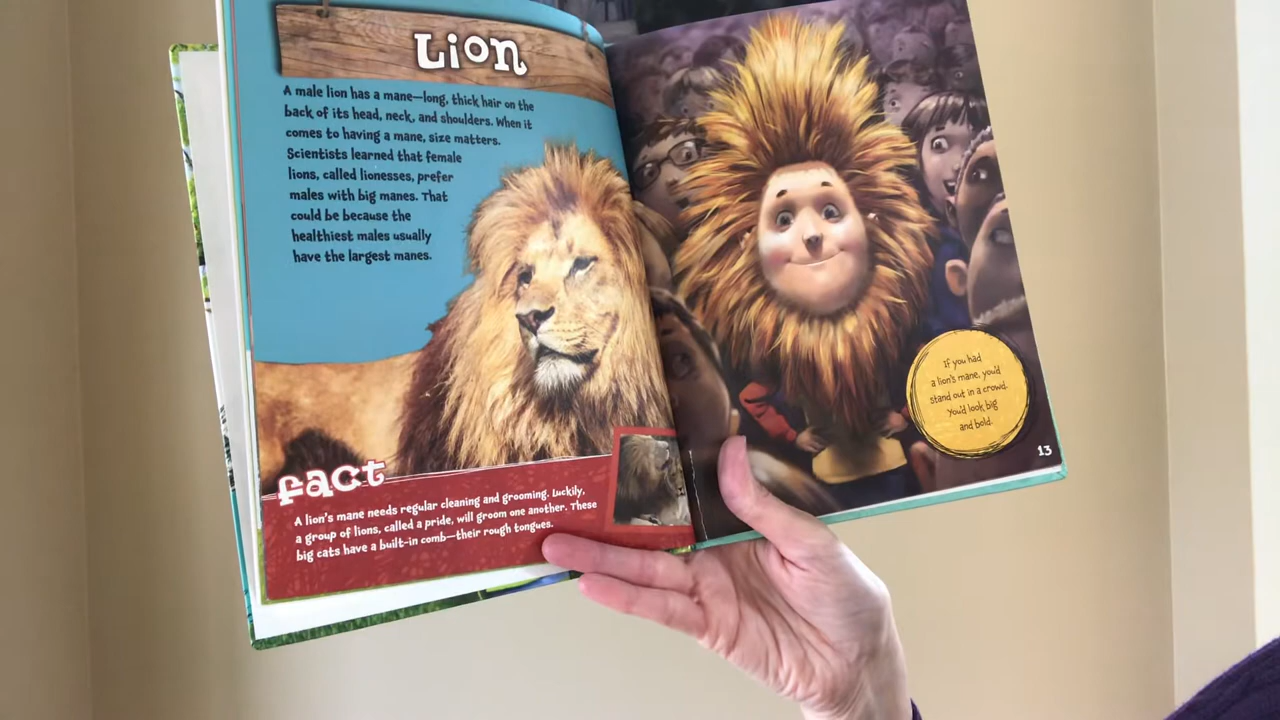 Lion
A male lion has a mane—long, thick hair on the
back of its head, neck, and shoulders. When it
comes to having a mane, size matters.
Scientists learned that female
lions, called lionesses, prefer
males with big manes. That
could be because the
healthiest males usually
have the largest manes.
fact
A lion's mane needs regular cleaning and grooming. Luckily,
a group of lions, called a pride, will groom one another. These
big cats have a built-in comb—their rough tongues.
If you had
a lion's mane, you'd
stand out in a crowd.
You'd look big
and bold.
13